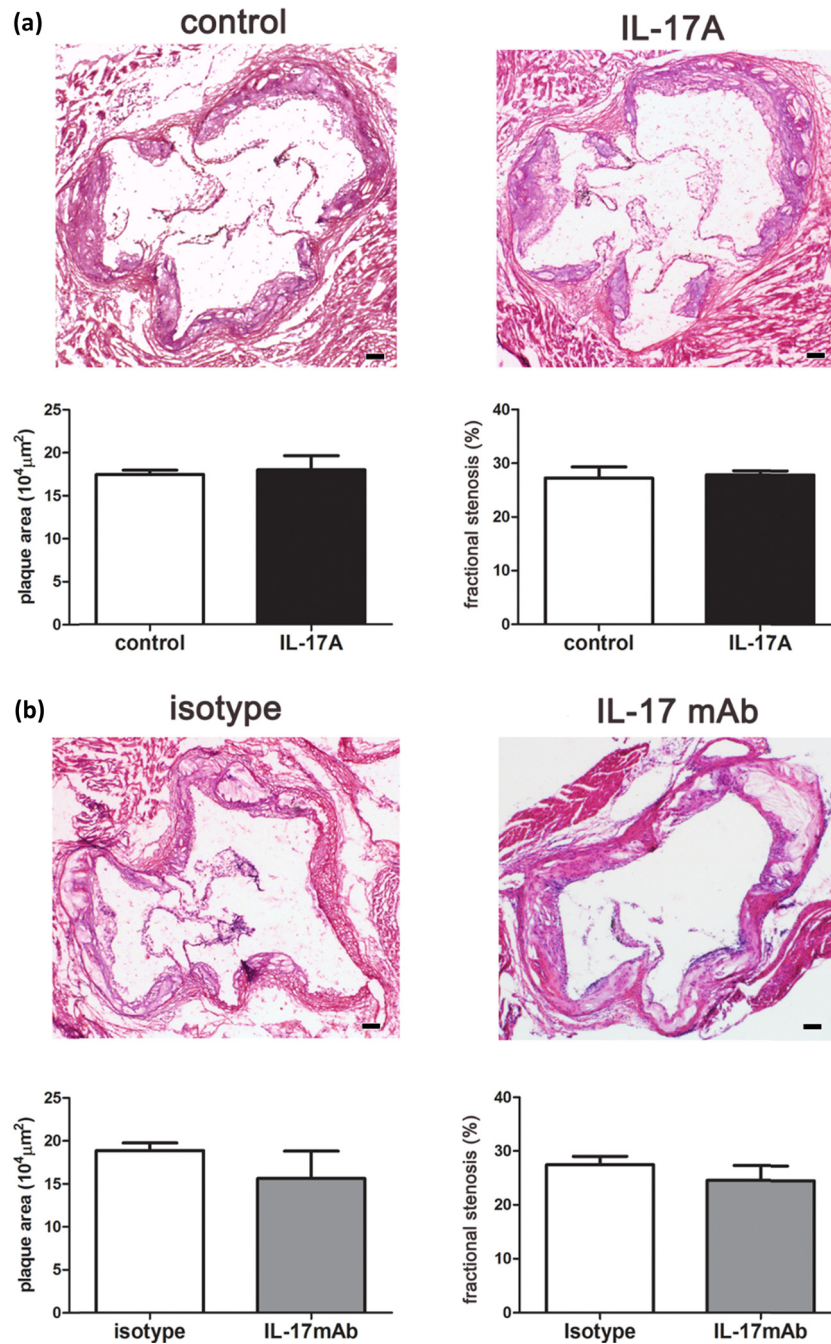 (a)
control
IL-17A
25
20
15
10
5
0
plaque area (10⁴μm²)
control
IL-17A
40
30
20
10
0
fractional stenosis (%)
control
IL-17A
(b)
isotype
IL-17 mAb
25
20
15
10
5
0
plaque area (10⁴μm²)
isotype
IL-17mAb
40
30
20
10
0
fractional stenosis (%)
Isotype
IL-17mAb